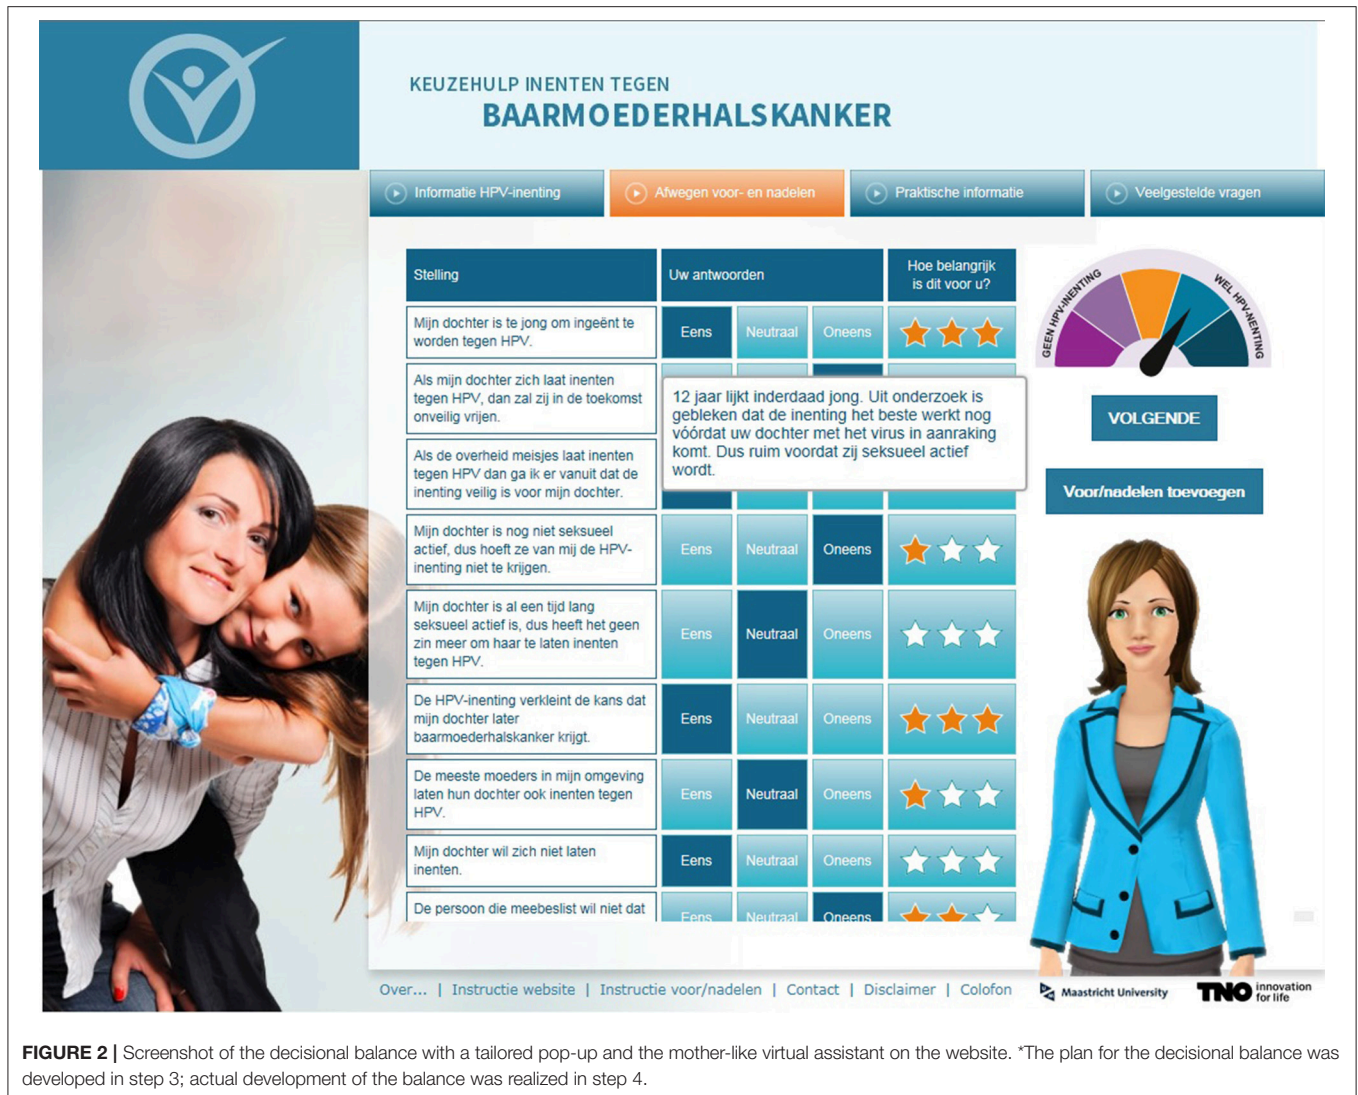 KEUZEHULP INENTEN TEGEN
BAARMOEDERHALSKANKER
Informatie HPV-inenting
Afwegen voor- en nadelen
Praktische informatie
Veelgestelde vragen
Stelling
Uw antwoorden
Hoe belangrijk
is dit voor u?
Mijn dochter is te jong om ingeënt te
worden tegen HPV.
Eens
Neutraal
Oneens
Als mijn dochter zich laat inenten
tegen HPV, dan zal zij in de toekomst
onveilig vrijen.
12 jaar lijkt inderdaad jong. Uit onderzoek is
gebleken dat de inenting het beste werkt nog
vóórdat uw dochter met het virus in aanraking
komt. Dus ruim voordat zij seksueel actief
wordt.
Als de overheid meisjes laat inenten
tegen HPV dan ga ik er vanuit dat de
inenting veilig is voor mijn dochter.
Mijn dochter is nog niet seksueel
actief, dus hoeft ze van mij de HPV-
inenting niet te krijgen.
Eens
Neutraal
Oneens
Mijn dochter is al een tijd lang
seksueel actief is, dus heeft het geen
zin meer om haar te laten inenten
tegen HPV.
Eens
Neutraal
Oneens
De HPV-inenting verkleint de kans dat
mijn dochter later
baarmoederhalskanker krijgt.
Eens
Neutraal
Oneens
De meeste moeders in mijn omgeving
laten hun dochter ook inenten tegen
HPV.
Eens
Neutraal
Oneens
Mijn dochter wil zich niet laten
inenten.
Eens
Neutraal
Oneens
De persoon die meebeslist wil niet dat
Eens
Neutraal
Oneens
GEEN HPV-INENTING
WEL HPV-NENTING
VOLGENDE
Voor/nadelen toevoegen
Over... | Instructie website | Instructie voor/nadelen | Contact | Disclaimer | Colofon
Maastricht University
TNO innovation
for life
FIGURE 2 | Screenshot of the decisional balance with a tailored pop-up and the mother-like virtual assistant on the website. *The plan for the decisional balance was
developed in step 3; actual development of the balance was realized in step 4.